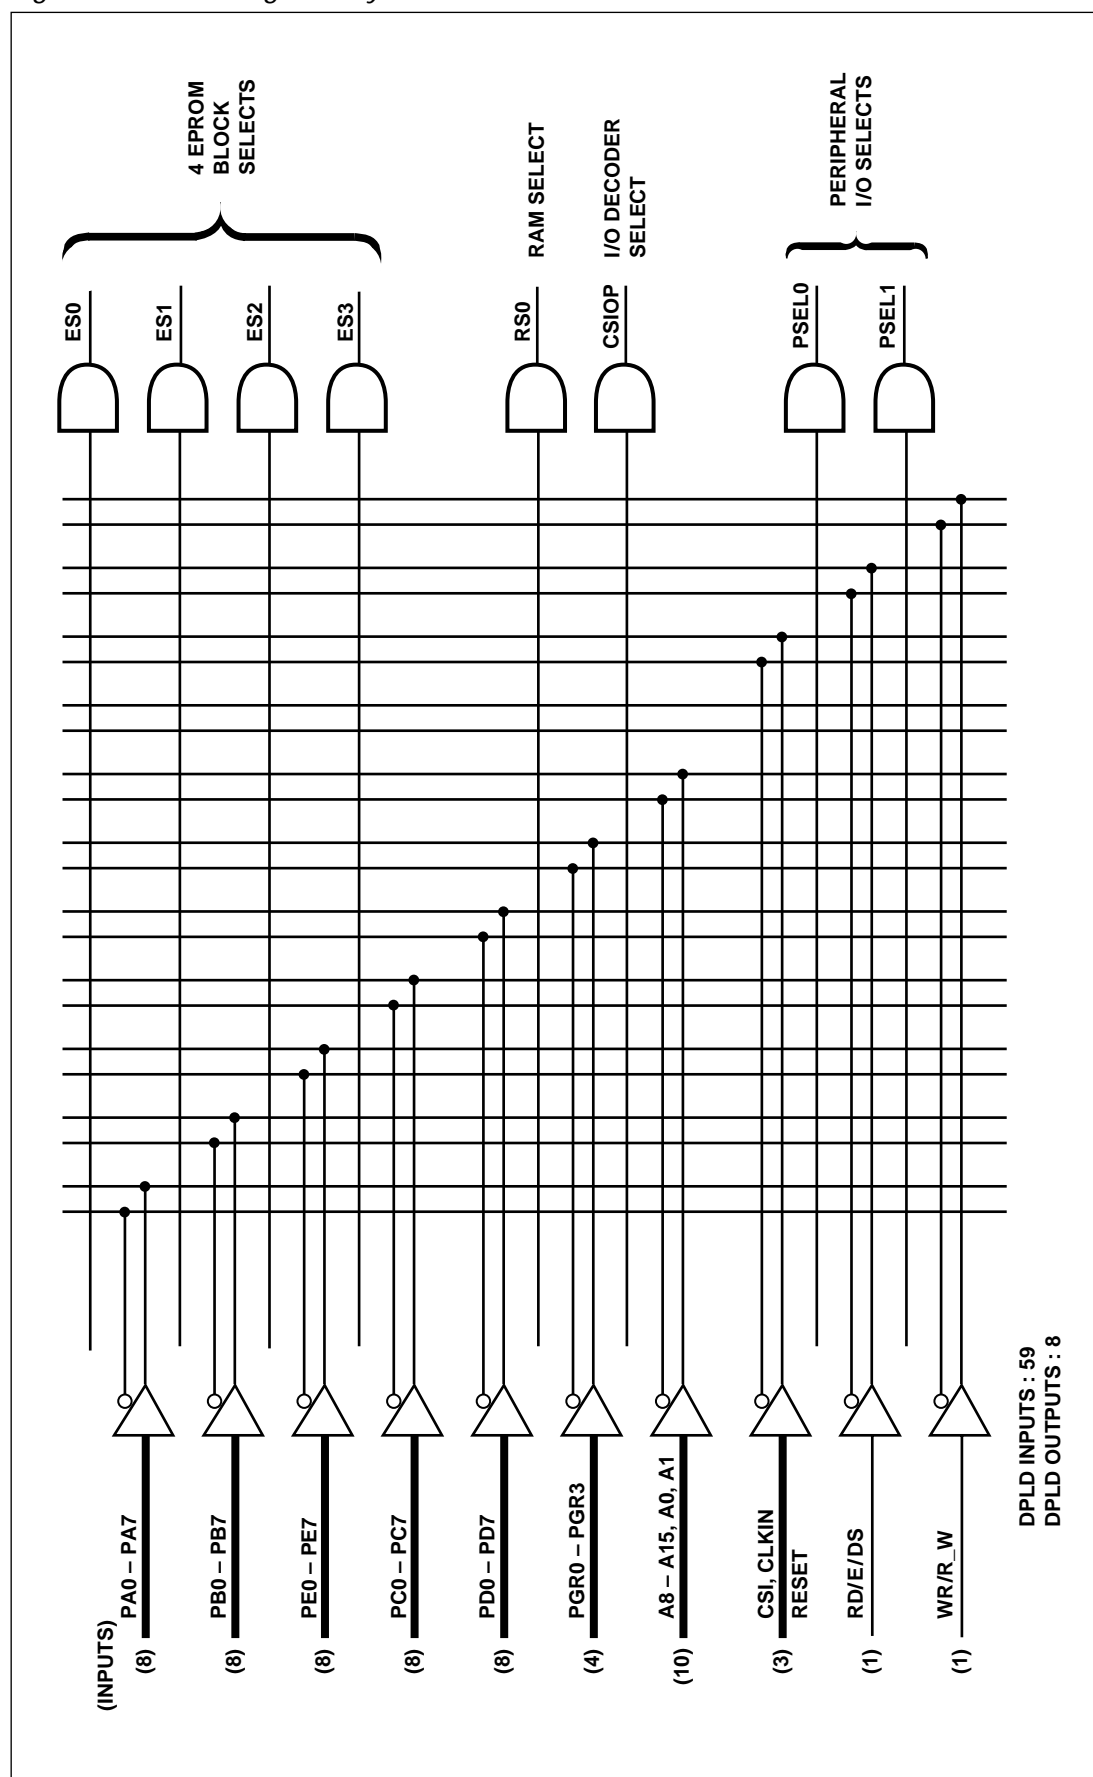 4 EPROM
BLOCK
SELECTS
RAM SELECT
I/O DECODER
SELECT
PERIPHERAL
I/O SELECTS
ES0
ES1
ES2
ES3
RS0
CSIOP
PSEL0
PSEL1
(INPUTS)
PA0 – PA7
(8)
PB0 – PB7
(8)
PE0 – PE7
(8)
PC0 – PC7
(8)
PD0 – PD7
(8)
PGR0 – PGR3
(4)
A8 – A15, A0, A1
(10)
CSI, CLKIN
RESET
(3)
RD/E/DS
(1)
WR/R_W
(1)
DPLD INPUTS : 59
DPLD OUTPUTS : 8